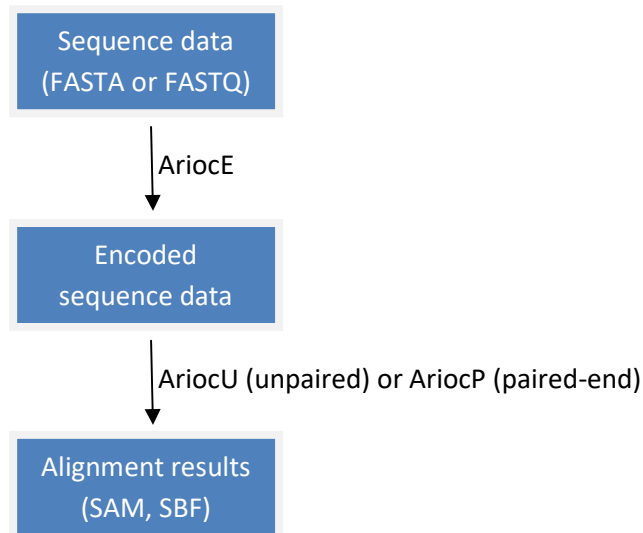 Sequence data
(FASTA or FASTQ)
AriocE
Encoded
sequence data
AriocU (unpaired) or AriocP (paired-end)
Alignment results
(SAM, SBF)